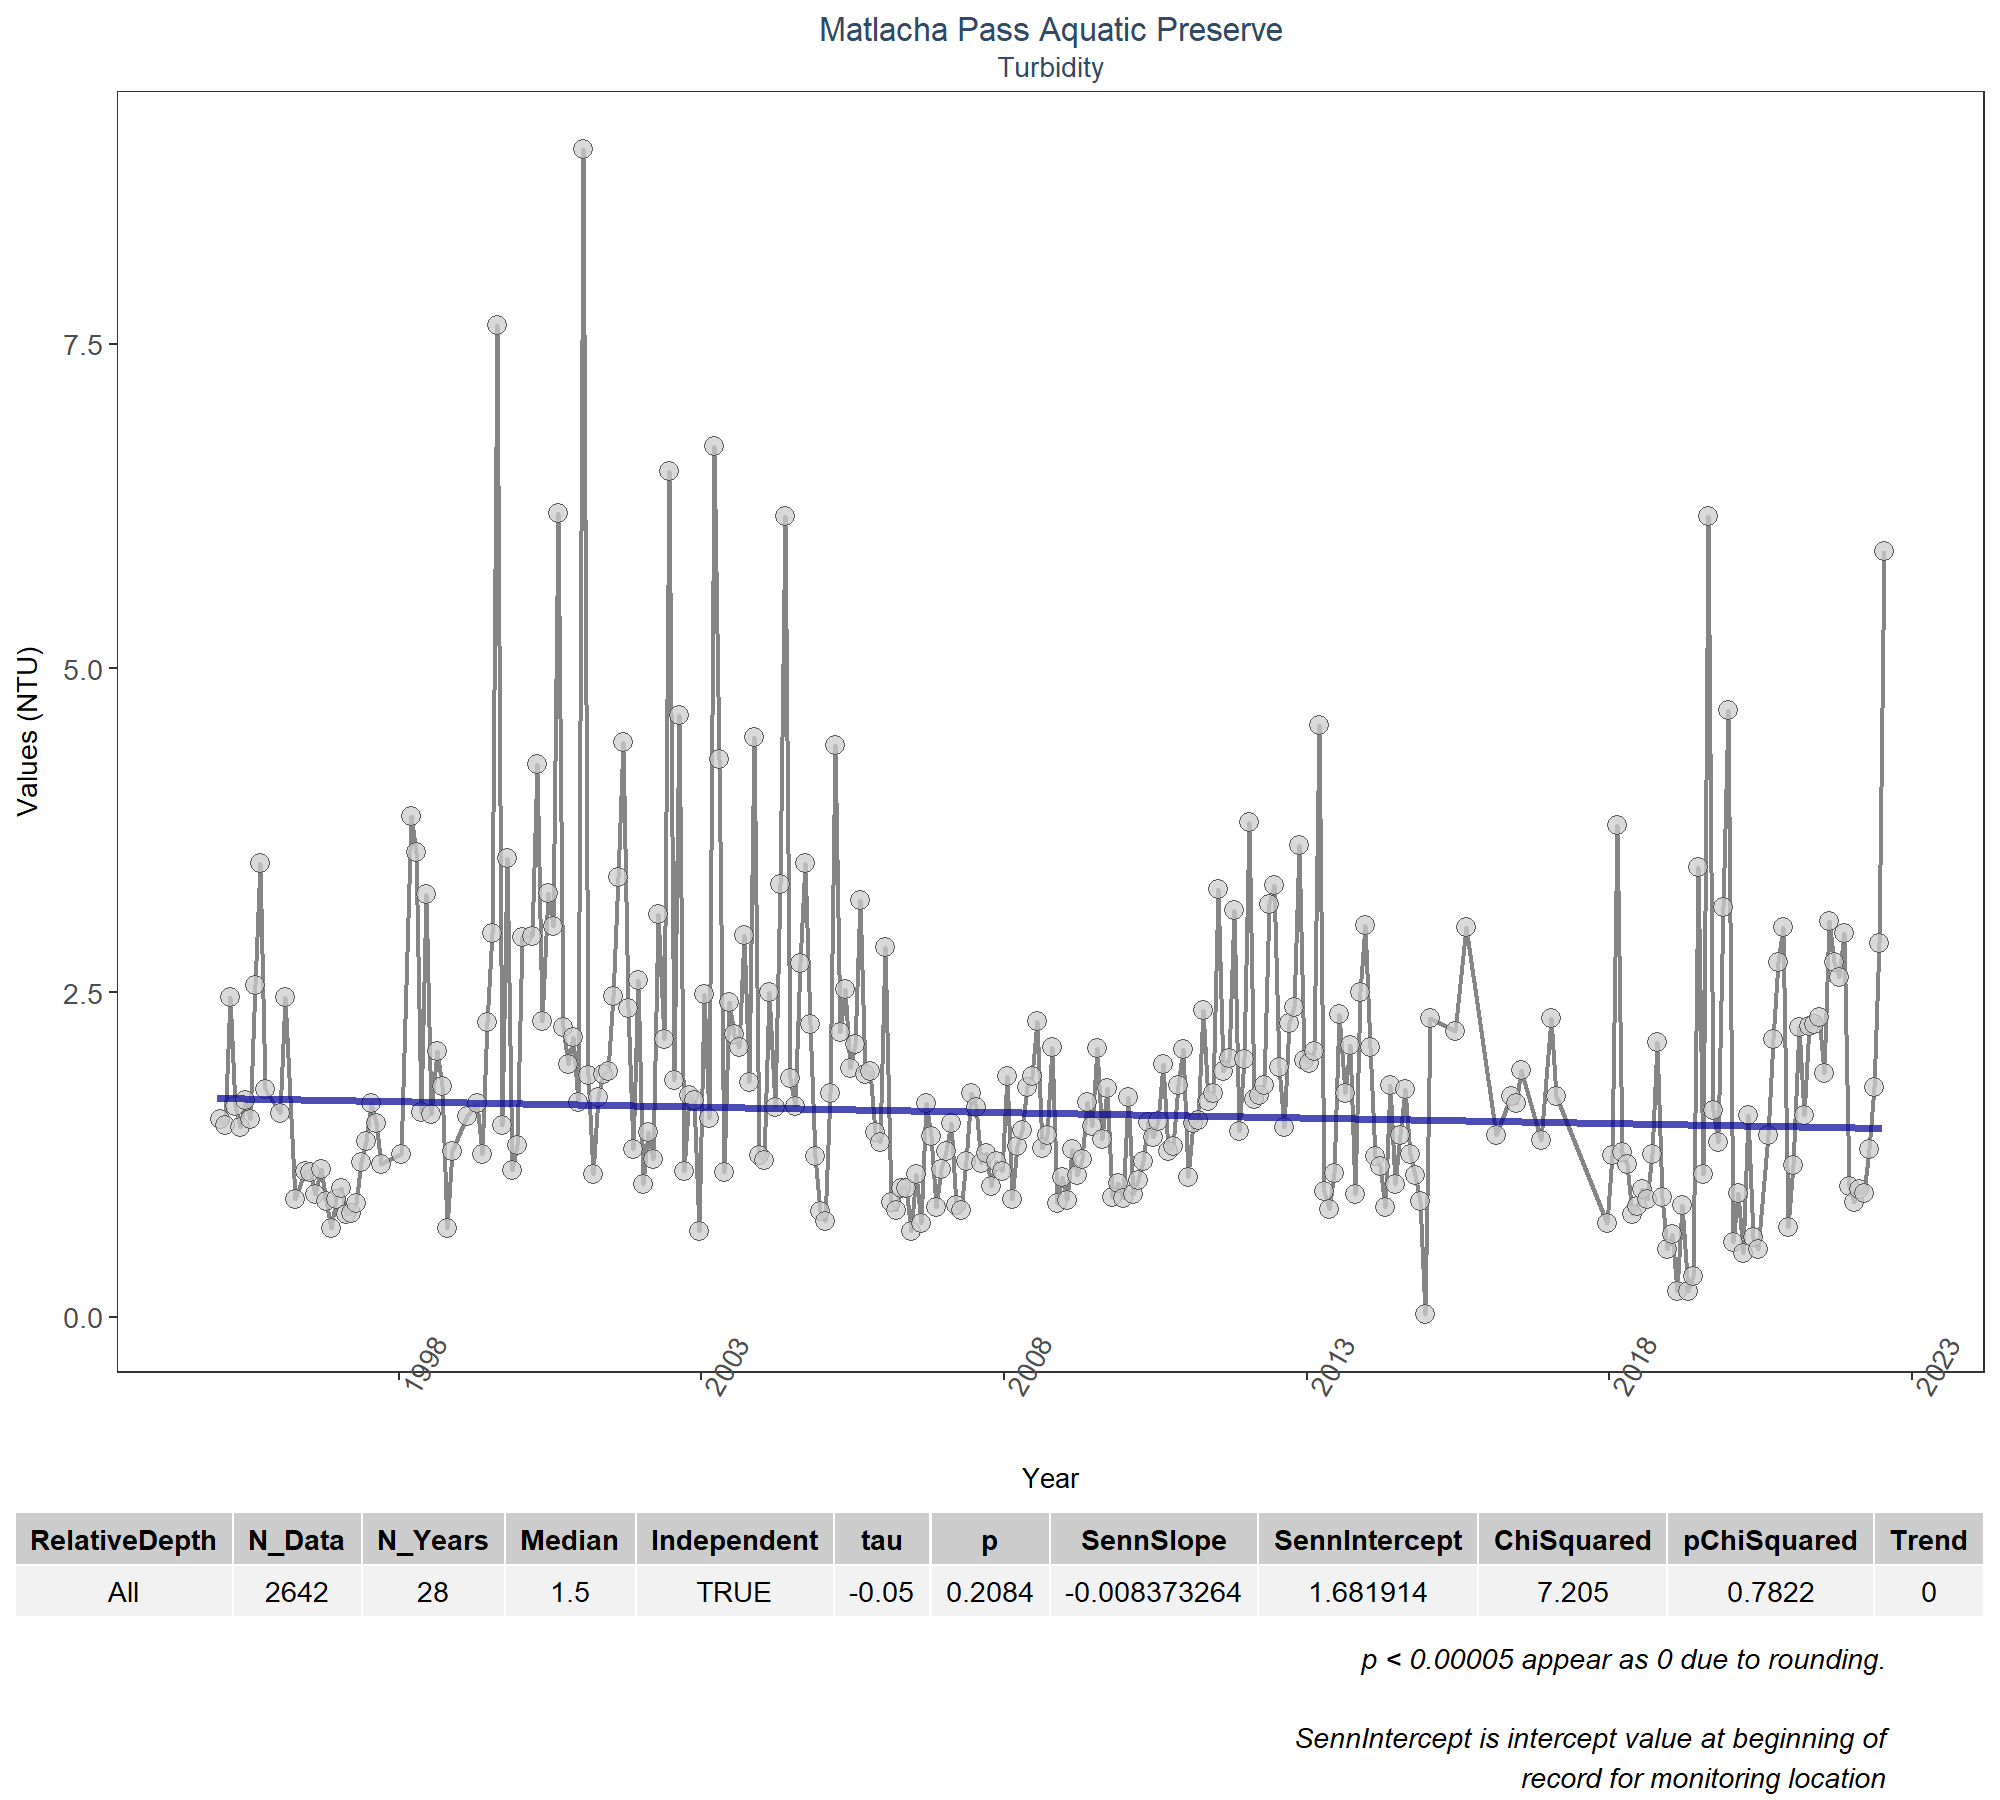 Matlacha Pass Aquatic Preserve
Turbidity
Values (NTU)
7.5
5.0
2.5
0.0
1998 2003 2008 2013 2018 2023
Year
RelativeDepth N_Data N_Years Median Independent tau p SennSlope SennIntercept ChiSquared pChiSquared Trend
All 2642 28 1.5 TRUE -0.05 0.2084 -0.008373264 1.681914 7.205 0.7822 0
p < 0.00005 appear as 0 due to rounding.
SennIntercept is intercept value at beginning of
record for monitoring location